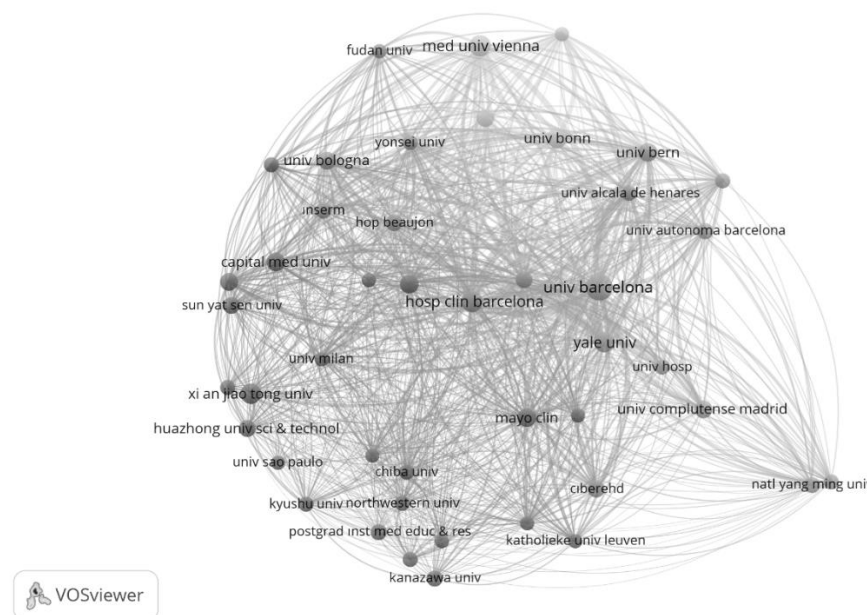 fudan univ
med univ vienna
yonsei univ
univ bonn
univ bologna
univ bern
univ alcala de henares
inserm
hop beaujon
univ autonoma barcelona
capital med univ
univ barcelona
hosp clin barcelona
sun yat sen univ
yale univ
univ milan
univ hosp
xi an jiao tong univ
univ complutense madrid
mayo clin
huazhong univ sci & technol
univ sao paulo
chiba univ
natl yang ming univ
ciberehd
kyushu univ
northwestern univ
postgrad inst med educ & res
katholieke univ leuven
kanazawa univ
VOSviewer